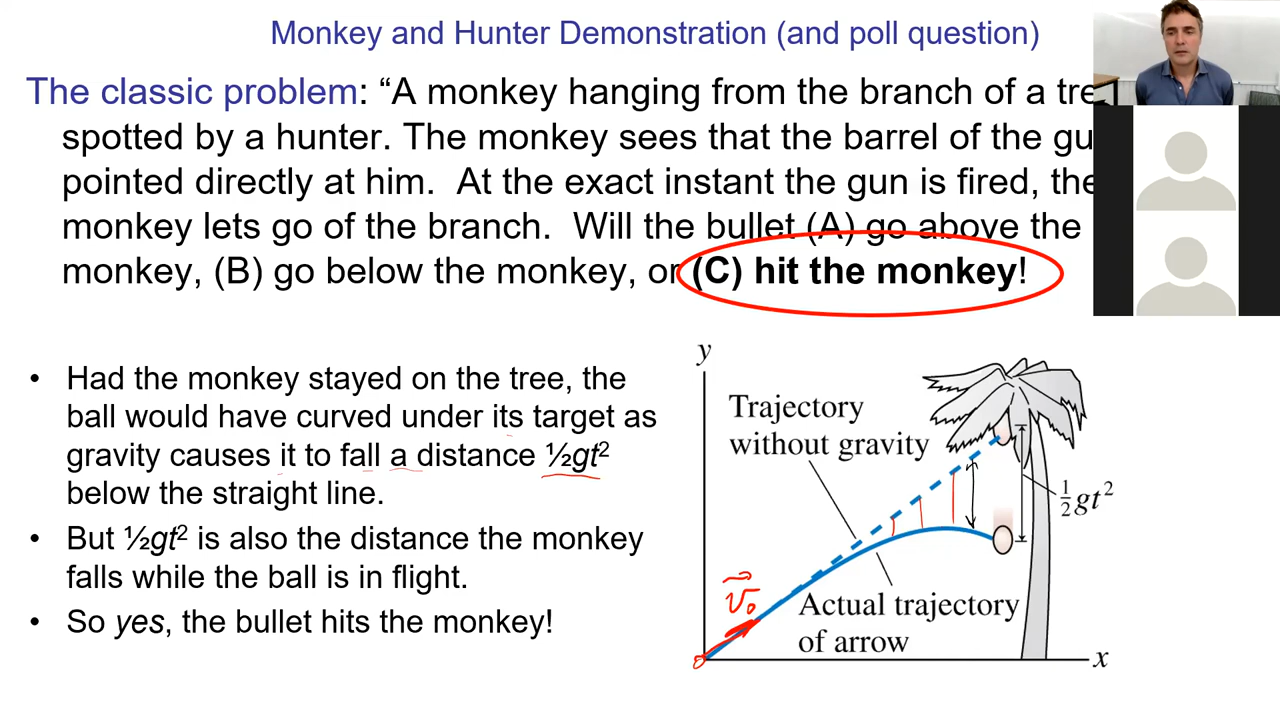 Monkey and Hunter Demonstration (and poll question)
The classic problem: “A monkey hanging from the branch of a tre
spotted by a hunter. The monkey sees that the barrel of the gu
pointed directly at him. At the exact instant the gun is fired, the
monkey lets go of the branch. Will the bullet (A) go above the
monkey, (B) go below the monkey, or (C) hit the monkey!
• Had the monkey stayed on the tree, the
ball would have curved under its target as
gravity causes it to fall a distance ½gt²
below the straight line.
• But ½gt² is also the distance the monkey
falls while the ball is in flight.
• So yes, the bullet hits the monkey!
y
Trajectory
without gravity
½gt²
v₀
Actual trajectory
of arrow
x